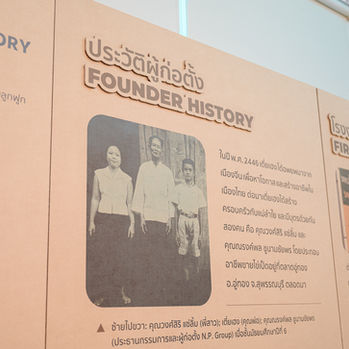 ORY
ลูกฟูก
ประวัติผู้ก่อตั้ง
FOUNDER HISTORY
ในปี พ.ศ. 2446 เตี่ยเฮงได้อพยพมาจาก
เมืองจีนเพื่อหาโอกาสและสร้างอาชีพใน
เมืองไทย ต่อมาเตี่ยเฮงได้สร้าง
ครอบครัวกับแม่ลำไย และมีบุตรด้วยกัน
สองคน คือ คุณวงศ์สิริ แซ่ลิ้ม และ
คุณณรงค์พล ชูนามชัยพร โดยประกอบ
อาชีพขายไข่เป็ดอยู่ที่ตลาดอู่ทอง
อ.อู่ทอง จ.สุพรรณบุรี ตลอดมา
▲ ซ้ายไปขวา: คุณวงศ์สิริ แซ่ลิ้ม (พี่สาว); เตี่ยเฮง (คุณพ่อ); คุณณรงค์พล ชูนามชัยพร
(ประธานกรรมการและผู้ก่อตั้ง N.P. Group) เมื่อชั้นมัธยมศึกษาปีที่ 6
โรงง
FIR